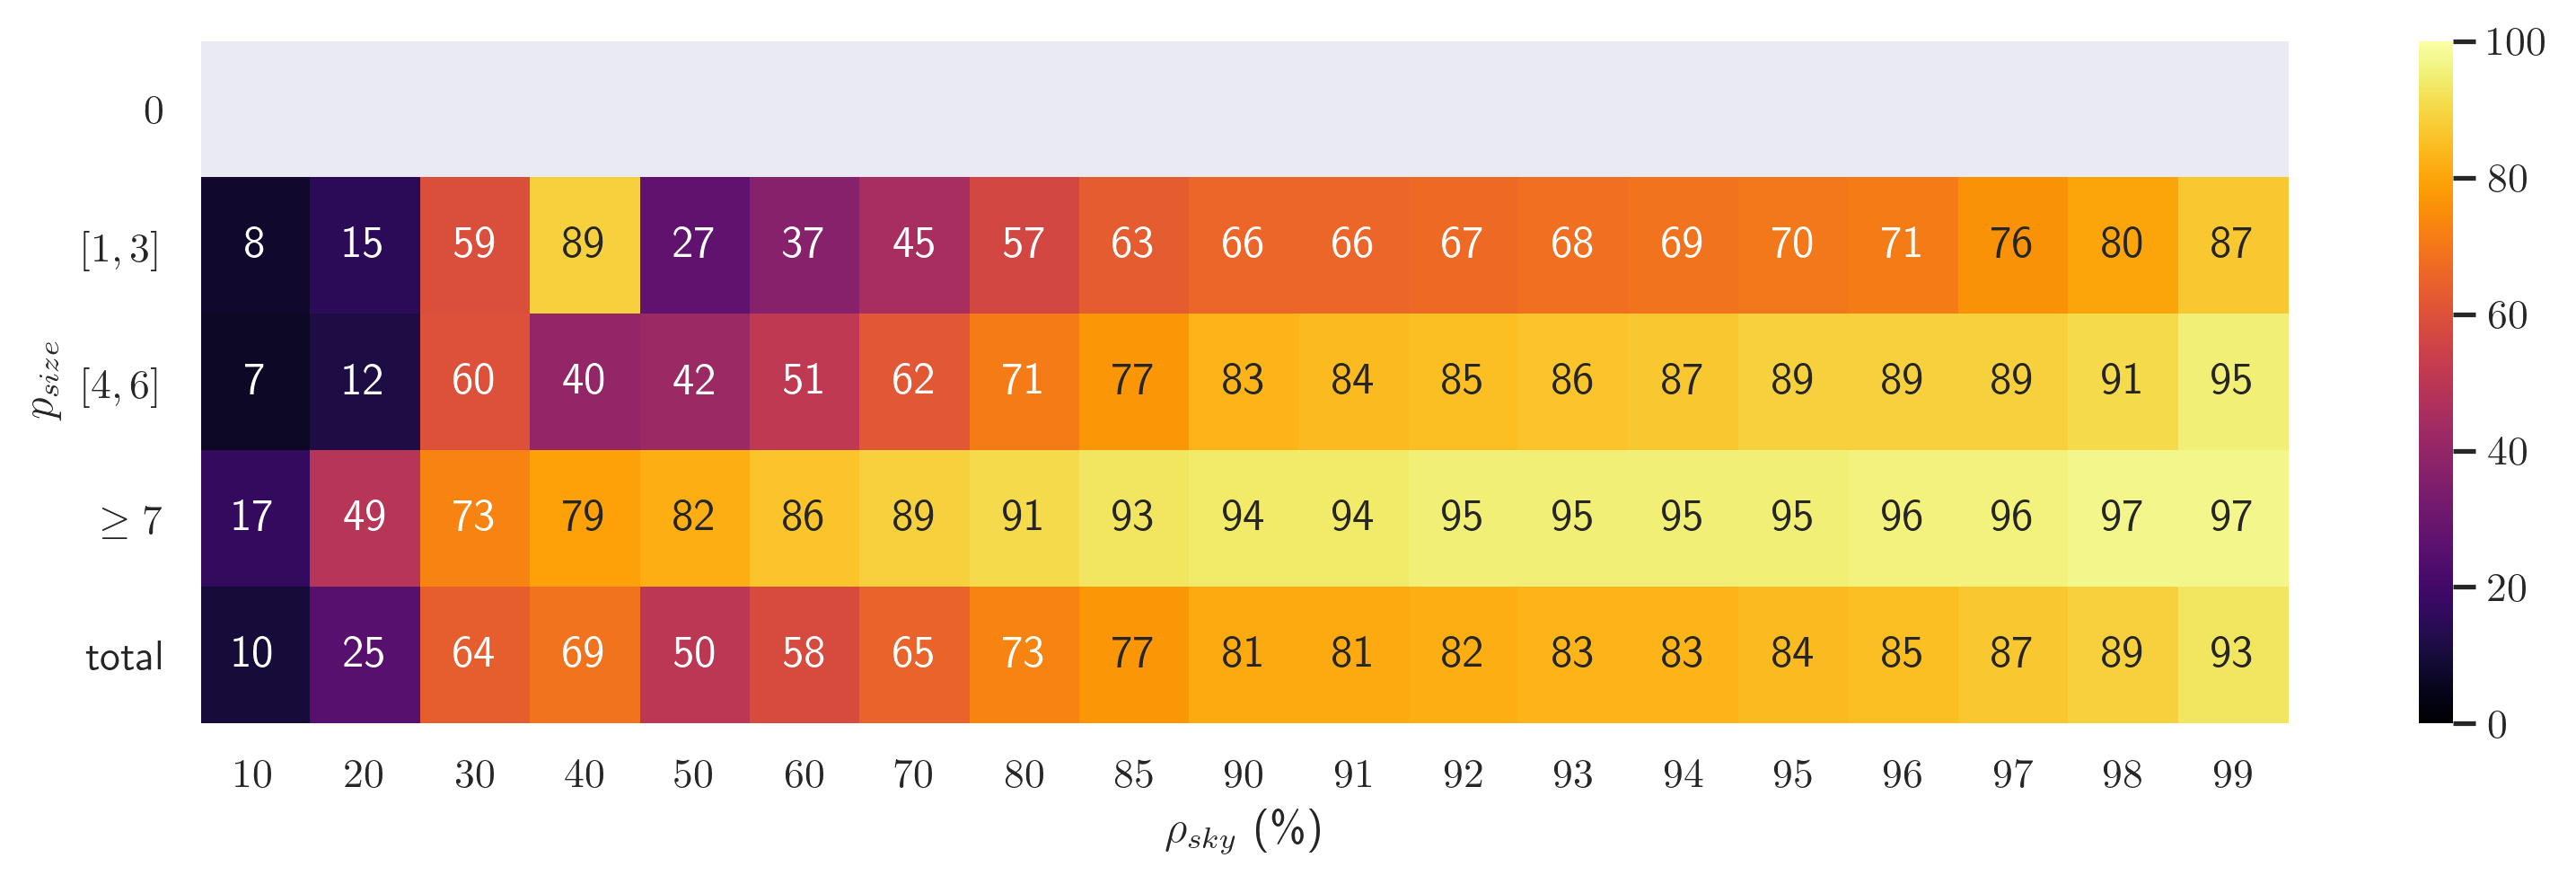 0
[1, 3] 8 15 59 89 27 37 45 57 63 66 66 67 68 69 70 71 76 80 87
[4, 6] 7 12 60 40 42 51 62 71 77 83 84 85 86 87 89 89 89 91 95
≥ 7 17 49 73 79 82 86 89 91 93 94 94 95 95 95 95 96 96 97 97
total 10 25 64 69 50 58 65 73 77 81 81 82 83 83 84 85 87 89 93
10 20 30 40 50 60 70 80 85 90 91 92 93 94 95 96 97 98 99
ρsky (%)
psize
100
80
60
40
20
0